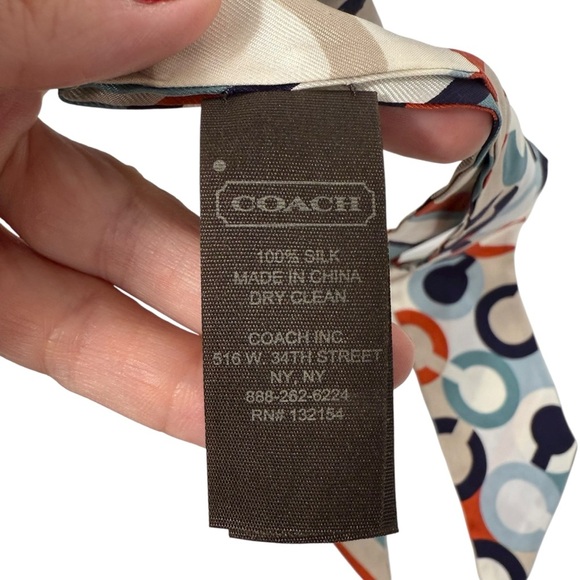 COACH
100% SILK
MADE IN CHINA
DRY CLEAN
COACH INC.
516 W. 34TH STREET
NY, NY
888-262-6224
RN# 132154